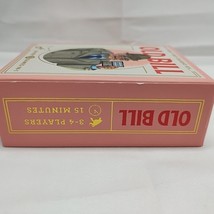 OLD BILL
OLD BILL
3-4 PLAYERS
15 MINUTES